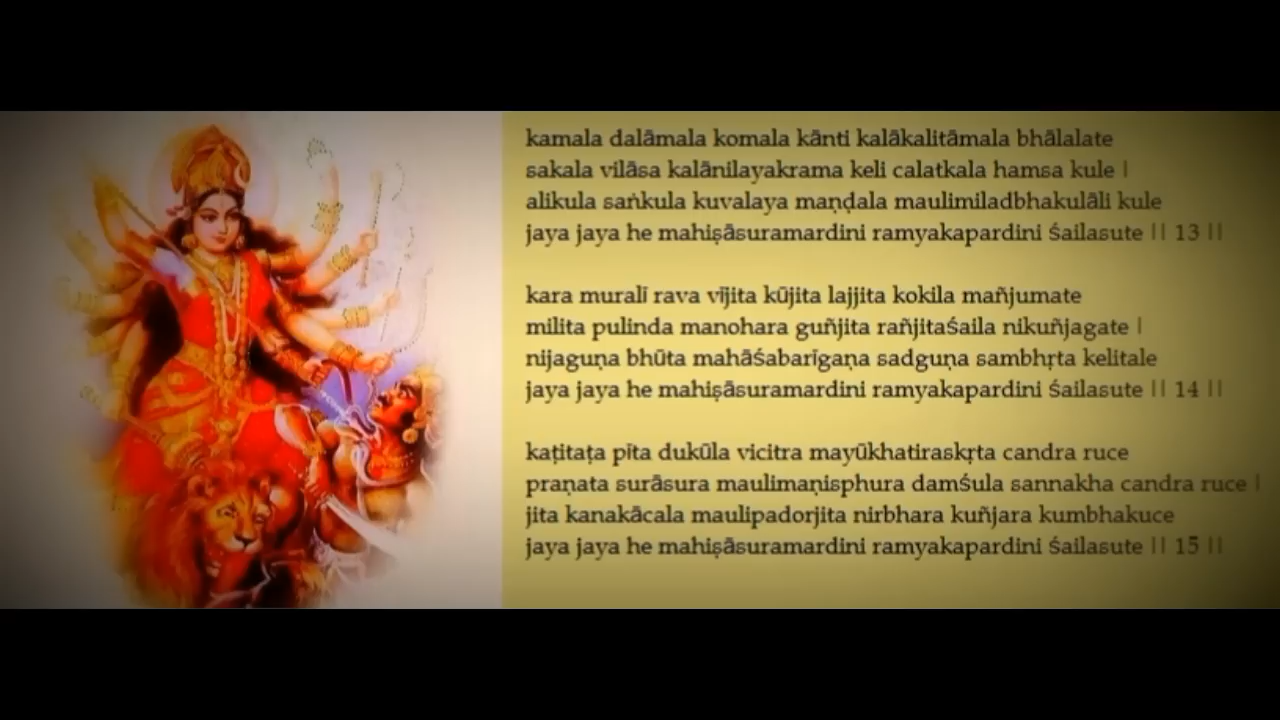 kamala dalāmala komala kānti kalākalitāmala bhālalate
sakala vilāsa kalānilayakrama keli calatkala hamsa kule |
alikula saṅkula kuvalaya maṇḍala maulimiladbhakulāli kule
jaya jaya he mahiṣāsuramardini ramyakapardini śailasute || 13 ||
kara muralī rava vījita kūjita lajjita kokila mañjumate
milita pulinda manohara guñjita rañjitaśaila nikuñjagate |
nijaguṇa bhūta mahāśabarīgaṇa sadguṇa sambhṛta kelitale
jaya jaya he mahiṣāsuramardini ramyakapardini śailasute || 14 ||
kaṭitaṭa pīta dukūla vicitra mayūkhatiraskṛta candra ruce
praṇata surāsura maulimaṇisphura damśula sannakha candra ruce |
jita kanakācala maulipadorjita nirbhara kuñjara kumbhakuce
jaya jaya he mahiṣāsuramardini ramyakapardini śailasute || 15 ||